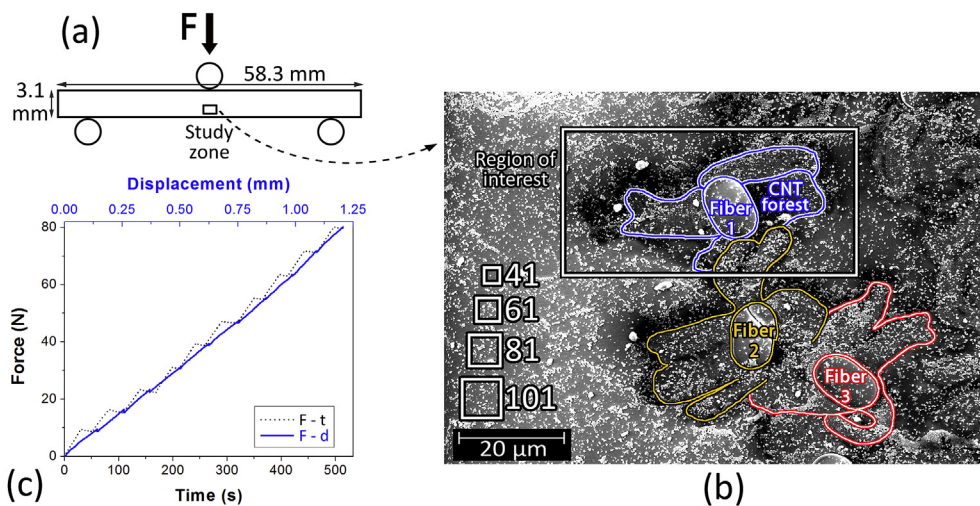 (a)
F
58.3 mm
3.1
mm
Study
zone
Displacement (mm)
0.00 0.25 0.50 0.75 1.00 1.25
80
60
40
20
0
Force (N)
F - t
F - d
0 100 200 300 400 500
Time (s)
(c)
Region of
interest
Fiber
1
CNT
forest
41
61
81
101
Fiber
2
Fiber
3
20 µm
(b)